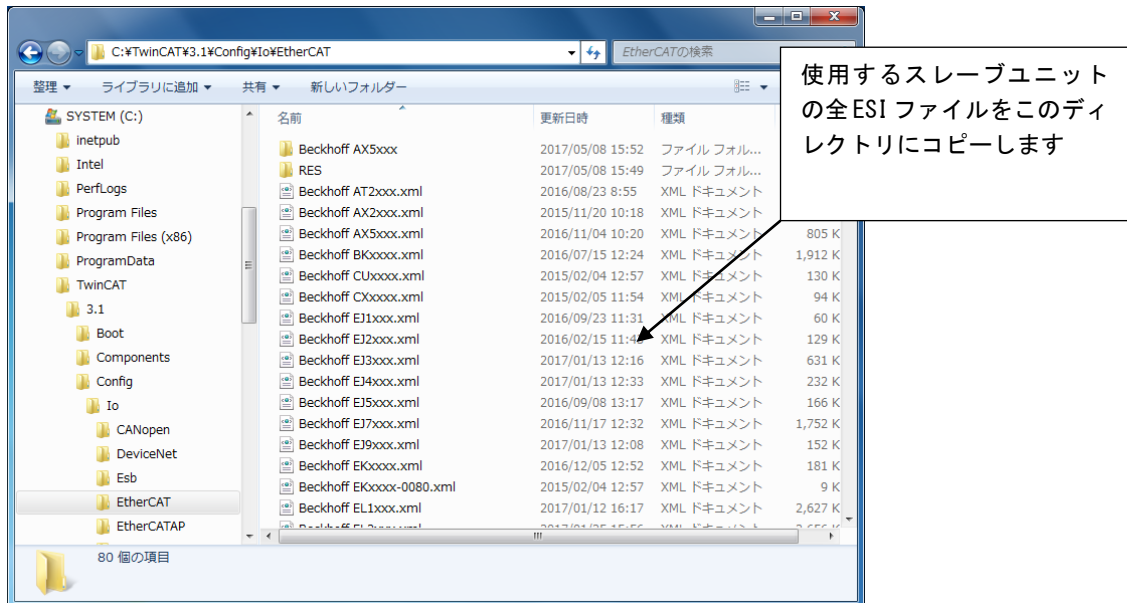 C:¥TwinCAT¥3.1¥Config¥Io¥EtherCAT
EtherCATの検索
整理
ライブラリに追加
共有
新しいフォルダー
使用するスレーブユニット
の全ESIファイルをこのディ
レクトリにコピーします
SYSTEM (C:)
inetpub
Intel
PerfLogs
Program Files
Program Files (x86)
ProgramData
TwinCAT
3.1
Boot
Components
Config
Io
CANopen
DeviceNet
Esb
EtherCAT
EtherCATAP
名前 更新日時 種類
Beckhoff AX5xxx 2017/05/08 15:52 ファイル フォル...
RES 2017/05/08 15:49 ファイル フォル...
Beckhoff AT2xxx.xml 2016/08/23 8:55 XML ドキュメント
Beckhoff AX2xxx.xml 2015/11/20 10:18 XML ドキュメント
Beckhoff AX5xxx.xml 2016/11/04 10:20 XML ドキュメント 805 K
Beckhoff BKxxxx.xml 2016/07/15 12:24 XML ドキュメント 1,912 K
Beckhoff CUxxxx.xml 2015/02/04 12:57 XML ドキュメント 130 K
Beckhoff CXxxxx.xml 2015/02/05 11:54 XML ドキュメント 94 K
Beckhoff EJ1xxx.xml 2016/09/23 11:31 XML ドキュメント 60 K
Beckhoff EJ2xxx.xml 2016/02/15 XML ドキュメント 129 K
Beckhoff EJ3xxx.xml 2017/01/13 12:16 XML ドキュメント 631 K
Beckhoff EJ4xxx.xml 2017/01/13 12:33 XML ドキュメント 232 K
Beckhoff EJ5xxx.xml 2016/09/08 13:17 XML ドキュメント 166 K
Beckhoff EJ7xxx.xml 2016/11/17 12:32 XML ドキュメント 1,752 K
Beckhoff EJ9xxx.xml 2017/01/13 12:08 XML ドキュメント 152 K
Beckhoff EKxxxx.xml 2016/12/05 12:52 XML ドキュメント 181 K
Beckhoff EKxxxx-0080.xml 2015/02/04 12:57 XML ドキュメント 9 K
Beckhoff EL1xxx.xml 2017/01/12 16:17 XML ドキュメント 2,627 K
80 個の項目